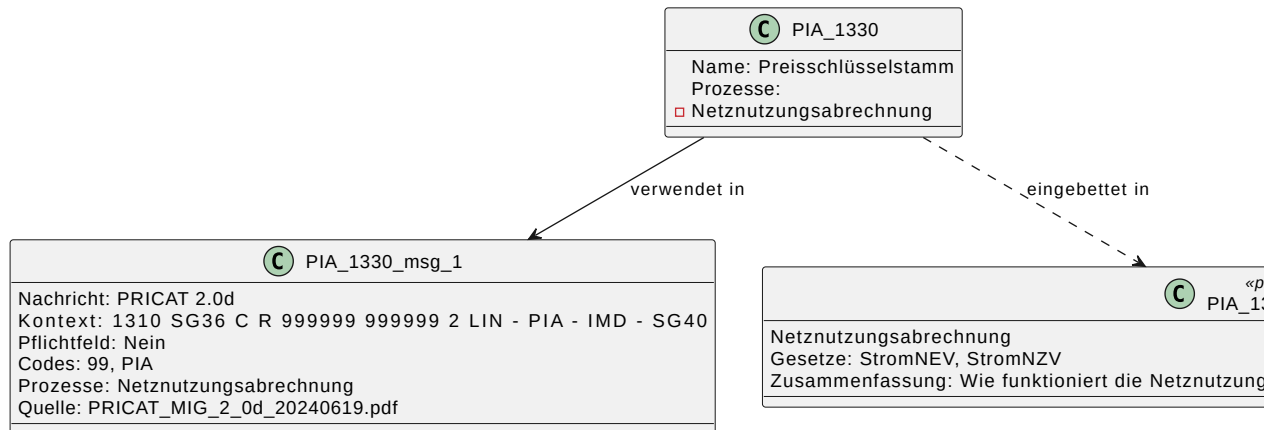 C PIA_1330
Name: Preisschlüsselstamm
Prozesse:
Netznutzungsabrechnung
verwendet in
eingebettet in
C PIA_1330_msg_1
Nachricht: PRICAT 2.0d
Kontext: 1310 SG36 C R 999999 999999 2 LIN - PIA - IMD - SG40
Pflichtfeld: Nein
Codes: 99, PIA
Prozesse: Netznutzungsabrechnung
Quelle: PRICAT_MIG_2_0d_20240619.pdf
«p
C PIA_13
Netznutzungsabrechnung
Gesetze: StromNEV, StromNZV
Zusammenfassung: Wie funktioniert die Netznutzung